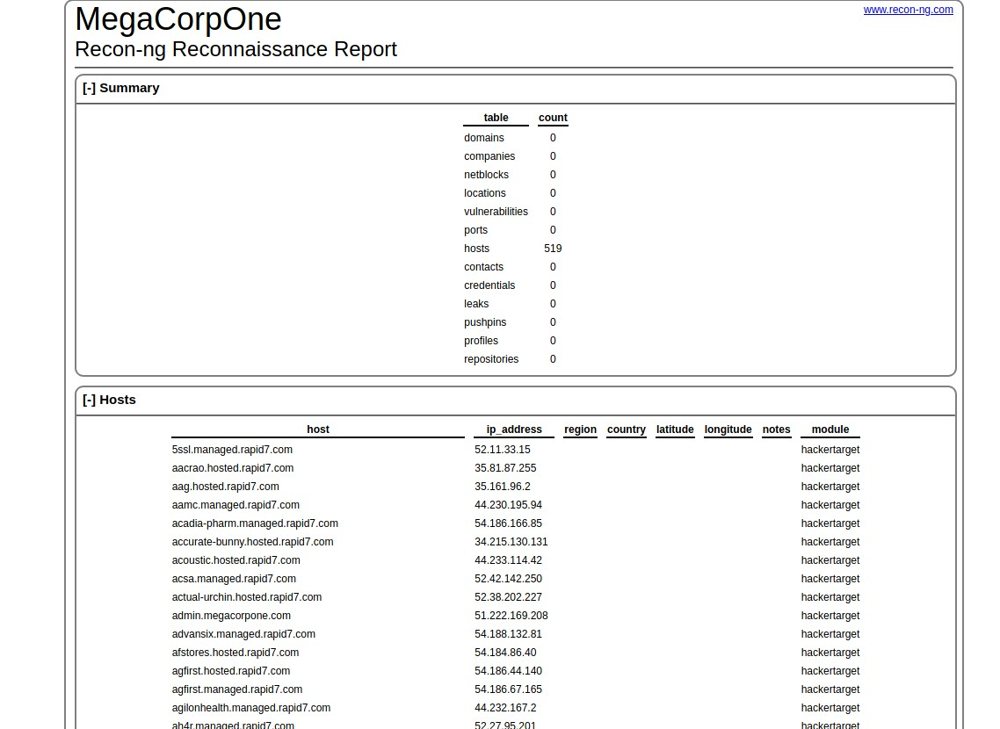 MegaCorpOne
www.recon-ng.com
Recon-ng Reconnaissance Report
[-] Summary
table count
domains 0
companies 0
netblocks 0
locations 0
vulnerabilities 0
ports 0
hosts 519
contacts 0
credentials 0
leaks 0
pushpins 0
profiles 0
repositories 0
[-] Hosts
host ip_address region country latitude longitude notes module
5ssl.managed.rapid7.com 52.11.33.15 hackertarget
aacrao.hosted.rapid7.com 35.81.87.255 hackertarget
aag.hosted.rapid7.com 35.161.96.2 hackertarget
aamc.managed.rapid7.com 44.230.195.94 hackertarget
acadia-pharm.managed.rapid7.com 54.186.166.85 hackertarget
accurate-bunny.hosted.rapid7.com 34.215.130.131 hackertarget
acoustic.hosted.rapid7.com 44.233.114.42 hackertarget
acsa.managed.rapid7.com 52.42.142.250 hackertarget
actual-urchin.hosted.rapid7.com 52.38.202.227 hackertarget
admin.megacorpone.com 51.222.169.208 hackertarget
advansix.managed.rapid7.com 54.188.132.81 hackertarget
afstores.hosted.rapid7.com 54.184.86.40 hackertarget
agfirst.hosted.rapid7.com 54.186.44.140 hackertarget
agfirst.managed.rapid7.com 54.186.67.165 hackertarget
agilonhealth.managed.rapid7.com 44.232.167.2 hackertarget
ah4r.managed.rapid7.com 52.27.95.201 hackertarget